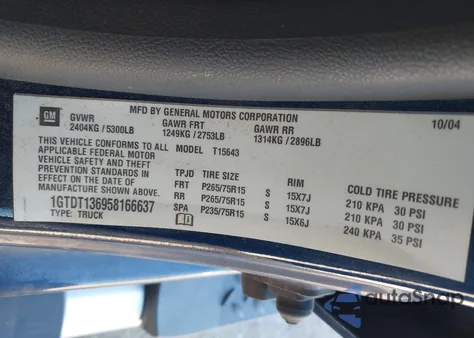 MFD BY GENERAL MOTORS CORPORATION 10/04
GM GVWR GAWR FRT GAWR RR
2404KG / 5300LB 1249KG / 2753LB 1314KG / 2896LB
THIS VEHICLE CONFORMS TO ALL MODEL T15643
APPLICABLE FEDERAL MOTOR
VEHICLE SAFETY AND THEFT
PREVENTION STANDARDS IN
EFFECT ON THE DATE OF
MANUFACTURE SHOWN ABOVE.
1GTDT136958166637
TYPE: TRUCK
TPJD TIRE SIZE RIM COLD TIRE PRESSURE
FRT P265/75R15 S 15X7J 210 KPA 30 PSI
RR P265/75R15 S 15X7J 210 KPA 30 PSI
SPA P235/75R15 S 15X6J 240 KPA 35 PSI
autoSnap